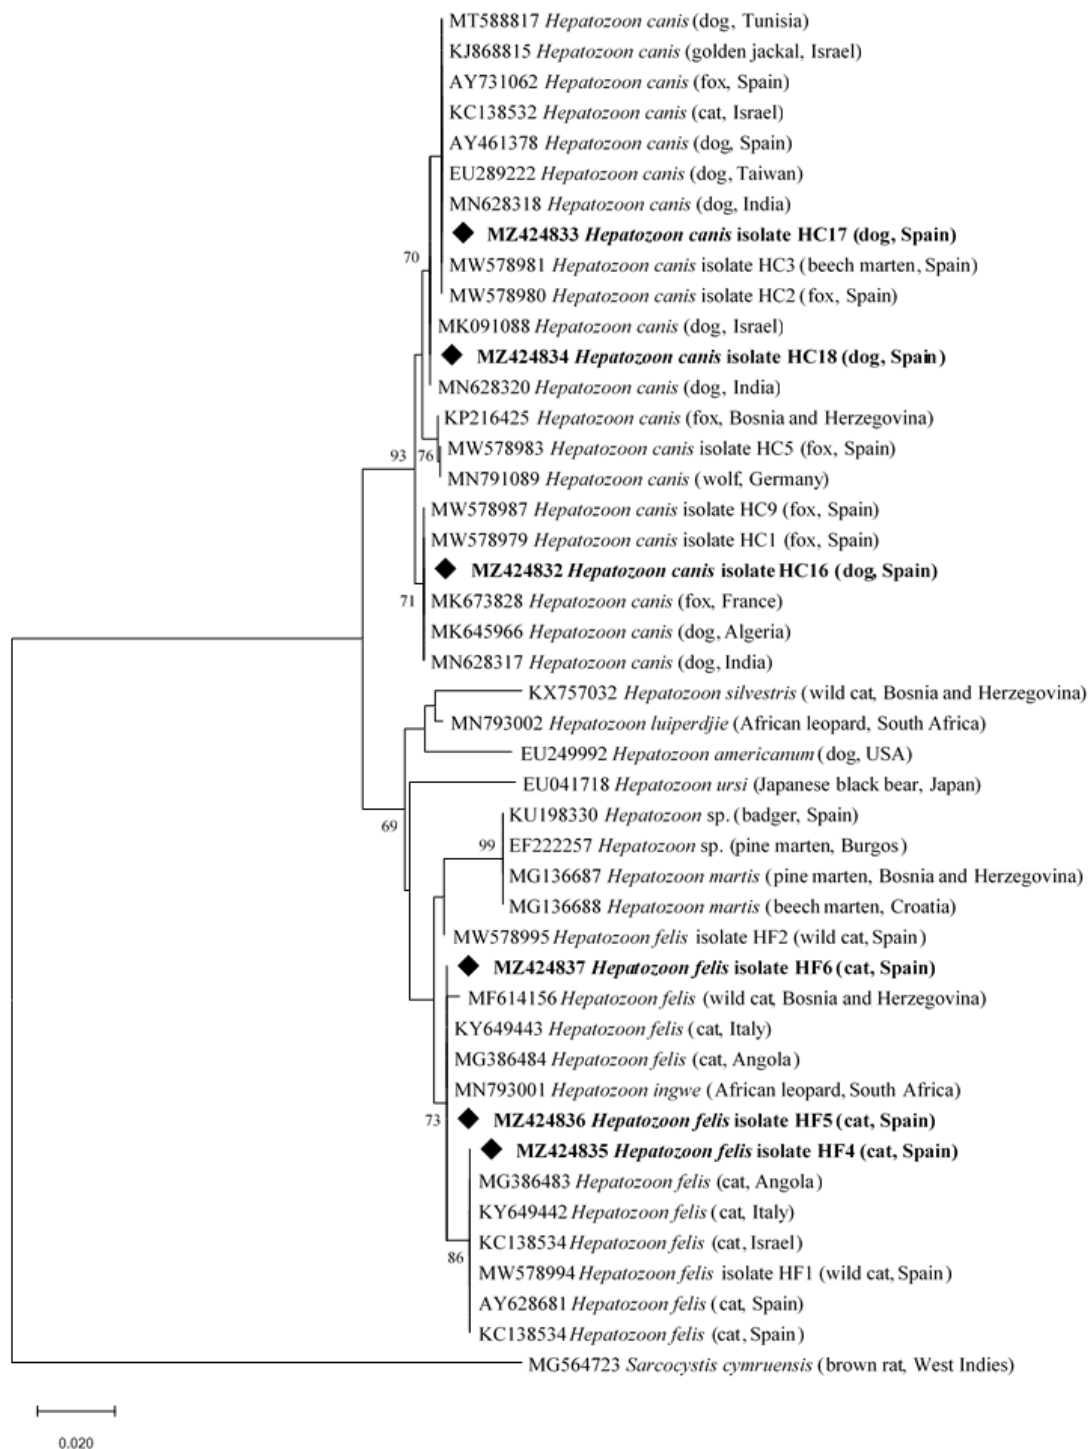 MT588817 Hepatozoon canis (dog, Tunisia)
KJ868815 Hepatozoon canis (golden jackal, Israel)
AY731062 Hepatozoon canis (fox, Spain)
KC138532 Hepatozoon canis (cat, Israel)
AY461378 Hepatozoon canis (dog, Spain)
EU289222 Hepatozoon canis (dog, Taiwan)
MN628318 Hepatozoon canis (dog, India)
MZ424833 Hepatozoon canis isolate HC17 (dog, Spain)
70
MW578981 Hepatozoon canis isolate HC3 (beech marten, Spain)
MW578980 Hepatozoon canis isolate HC2 (fox, Spain)
MK091088 Hepatozoon canis (dog, Israel)
MZ424834 Hepatozoon canis isolate HC18 (dog, Spain)
MN628320 Hepatozoon canis (dog, India)
KP216425 Hepatozoon canis (fox, Bosnia and Herzegovina)
93 76 MW578983 Hepatozoon canis isolate HC5 (fox, Spain)
MN791089 Hepatozoon canis (wolf, Germany)
MW578987 Hepatozoon canis isolate HC9 (fox, Spain)
MW578979 Hepatozoon canis isolate HC1 (fox, Spain)
MZ424832 Hepatozoon canis isolate HC16 (dog, Spain)
71 MK673828 Hepatozoon canis (fox, France)
MK645966 Hepatozoon canis (dog, Algeria)
MN628317 Hepatozoon canis (dog, India)
KX757032 Hepatozoon silvestris (wild cat, Bosnia and Herzegovina)
MN793002 Hepatozoon luiperdjie (African leopard, South Africa)
EU249992 Hepatozoon americanum (dog, USA)
EU041718 Hepatozoon ursi (Japanese black bear, Japan)
69
KU198330 Hepatozoon sp. (badger, Spain)
99 EF222257 Hepatozoon sp. (pine marten, Burgos)
MG136687 Hepatozoon martis (pine marten, Bosnia and Herzegovina)
MG136688 Hepatozoon martis (beech marten, Croatia)
MW578995 Hepatozoon felis isolate HF2 (wild cat, Spain)
MZ424837 Hepatozoon felis isolate HF6 (cat, Spain)
MF614156 Hepatozoon felis (wild cat, Bosnia and Herzegovina)
KY649443 Hepatozoon felis (cat, Italy)
MG386484 Hepatozoon felis (cat, Angola)
MN793001 Hepatozoon ingwe (African leopard, South Africa)
73 MZ424836 Hepatozoon felis isolate HF5 (cat, Spain)
MZ424835 Hepatozoon felis isolate HF4 (cat, Spain)
MG386483 Hepatozoon felis (cat, Angola)
KY649442 Hepatozoon felis (cat, Italy)
KC138534 Hepatozoon felis (cat, Israel)
86
MW578994 Hepatozoon felis isolate HF1 (wild cat, Spain)
AY628681 Hepatozoon felis (cat, Spain)
KC138534 Hepatozoon felis (cat, Spain)
MG564723 Sarcocystis cymruensis (brown rat, West Indies)
0.020